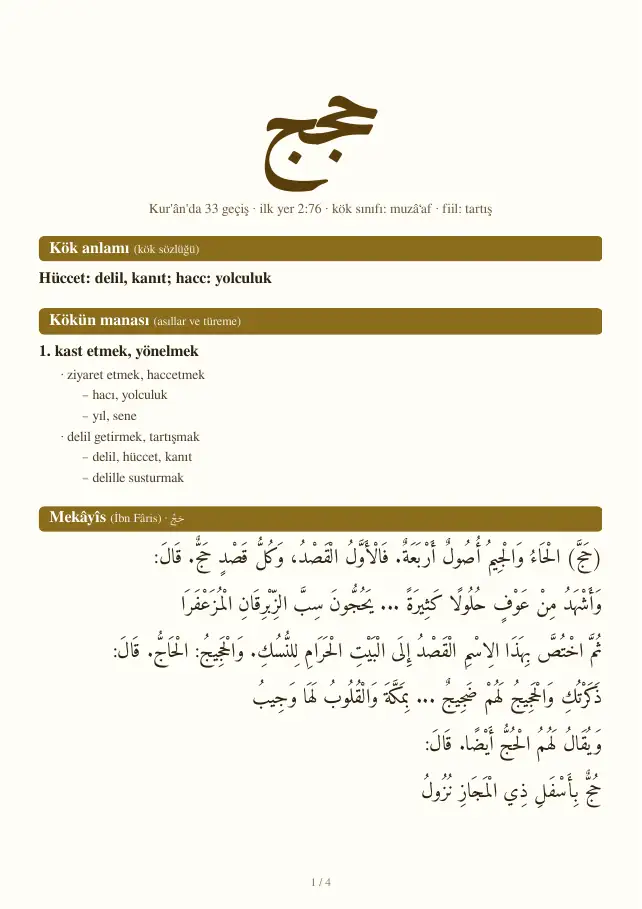 حجج
Kur'ân'da 33 geçiş · ilk yer 2:76 · kök sınıfı: muzâ'af · fiil: tartış
Kök anlamı (kök sözlüğü)
Hüccet: delil, kanıt; hacc: yolculuk
Kökün manası (asıllar ve türeme)
1. kast etmek, yönelmek
· ziyaret etmek, haccetmek
– hacı, yolculuk
– yıl, sene
· delil getirmek, tartışmak
– delil, hüccet, kanıt
– delille susturmak
Mekâyîs (İbn Fâris) · حَجَّ
(حَجَّ) الْحَاءُ وَالْجِيمُ أُصُولٌ أَرْبَعَةٌ. فَالْأَوَّلُ الْقَصْدُ، وَكُلُّ قَصْدٍ حَجٌّ. قَالَ:
وَأَشْهَدُ مِنْ عَوْفٍ حُلُولًا كَثِيرَةً ... يَحُجُّونَ سِبَّ الزِّبْرِقَانِ الْمُزَعْفَرَا
ثُمَّ اخْتُصَّ بِهَذَا الِاسْمِ الْقَصْدُ إِلَى الْبَيْتِ الْحَرَامِ لِلنُّسُكِ. وَالْحَجِيجُ: الْحَاجُّ. قَالَ:
ذَكَرْتُكِ وَالْحَجِيجُ لَهُمْ ضَجِيجٌ ... بِمَكَّةَ وَالْقُلُوبُ لَهَا وَجِيبُ
وَيُقَالُ لَهُمُ الْحُجُّ أَيْضًا. قَالَ:
حُجٌّ بِأَسْفَلِ ذِي الْمَجَازِ نُزُولُ
1 / 4